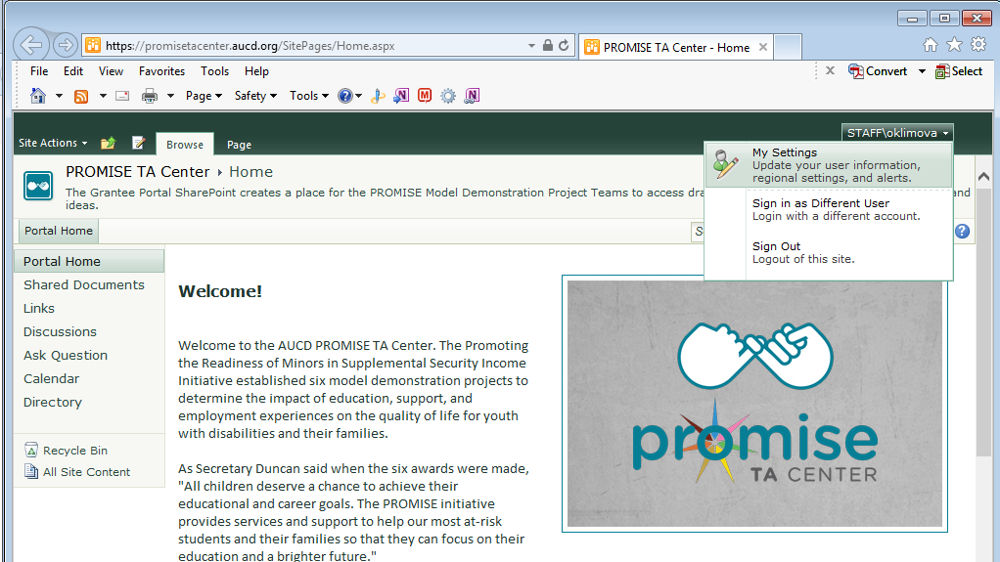 https://promisetacenter.aucd.org/SitePages/Home.aspx
PROMISE TA Center - Home
File Edit View Favorites Tools Help
Convert Select
Page Safety Tools
Site Actions Browse Page
STAFF\oklimova
My Settings
Update your user information,
regional settings, and alerts.
Sign in as Different User
Login with a different account.
Sign Out
Logout of this site.
PROMISE TA Center Home
The Grantee Portal SharePoint creates a place for the PROMISE Model Demonstration Project Teams to access and
ideas.
Portal Home
Portal Home
Shared Documents
Links
Discussions
Ask Question
Calendar
Directory
Recycle Bin
All Site Content
Welcome!
Welcome to the AUCD PROMISE TA Center. The Promoting
the Readiness of Minors in Supplemental Security Income
Initiative established six model demonstration projects to
determine the impact of education, support, and
employment experiences on the quality of life for youth
with disabilities and their families.
As Secretary Duncan said when the six awards were made,
"All children deserve a chance to achieve their
educational and career goals. The PROMISE initiative
provides services and support to help our most at-risk
students and their families so that they can focus on their
education and a brighter future."
promise
TA CENTER